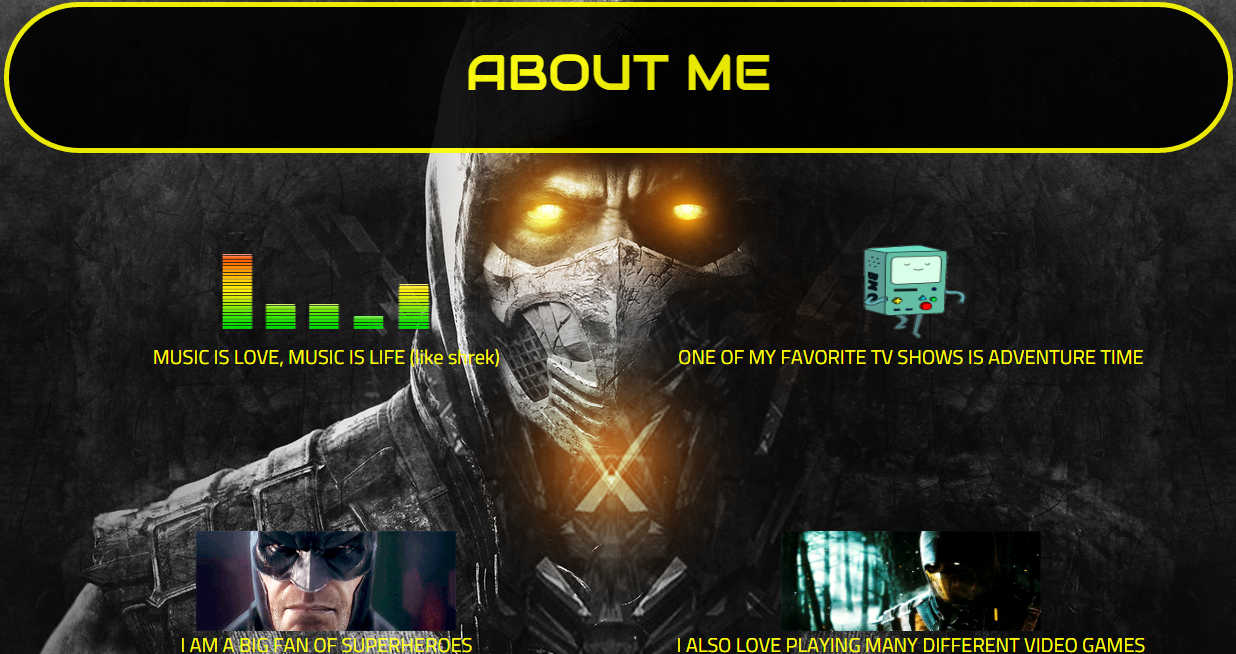 ABOUT ME
MUSIC IS LOVE, MUSIC IS LIFE (like shrek)
BMO
ONE OF MY FAVORITE TV SHOWS IS ADVENTURE TIME
I AM A BIG FAN OF SUPERHEROES
I ALSO LOVE PLAYING MANY DIFFERENT VIDEO GAMES